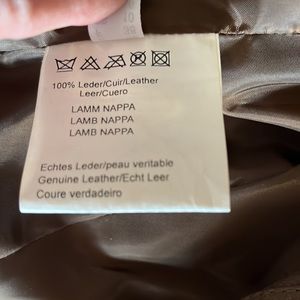 100% Leder/Cuir/Leather
Leer/Cuero
LAMM NAPPA
LAMB NAPPA
LAMB NAPPA
Echtes Leder/peau veritable
Genuine Leather/Echt Leer
Coure verdadeiro